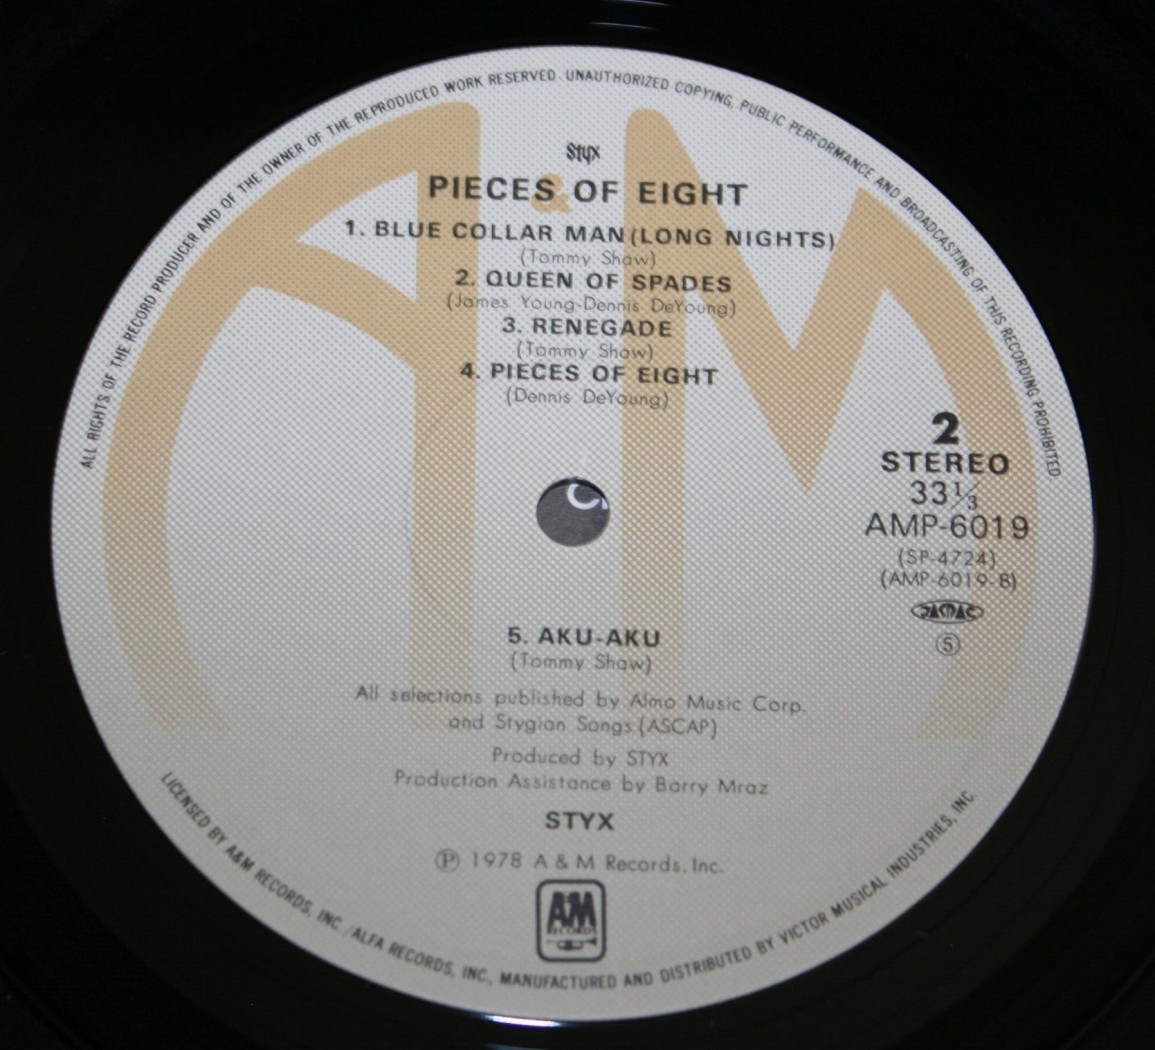 ALL RIGHTS OF THE RECORD PRODUCER AND OF THE OWNER OF THE REPRODUCED WORK RESERVED. UNAUTHORIZED COPYING, PUBLIC PERFORMANCE AND BROADCASTING OF THIS RECORDING PROHIBITED
A&M
Styx
PIECES OF EIGHT
1. BLUE COLLAR MAN (LONG NIGHTS)
(Tommy Shaw)
2. QUEEN OF SPADES
(James Young-Dennis DeYoung)
3. RENEGADE
(Tommy Shaw)
4. PIECES OF EIGHT
(Dennis DeYoung)
2
STEREO
33 1/3
AMP-6019
(SP-4724)
(AMP-6019-B)
JASRAC
⑤
5. AKU-AKU
(Tommy Shaw)
All selections published by Almo Music Corp.
and Stygian Songs (ASCAP)
Produced by STYX
Production Assistance by Barry Mraz
STYX
Ⓟ 1978 A & M Records, Inc.
A&M
RECORDS
LICENSED BY A&M RECORDS, INC. /ALFA RECORDS, INC., MANUFACTURED AND DISTRIBUTED BY VICTOR MUSICAL INDUSTRIES, INC